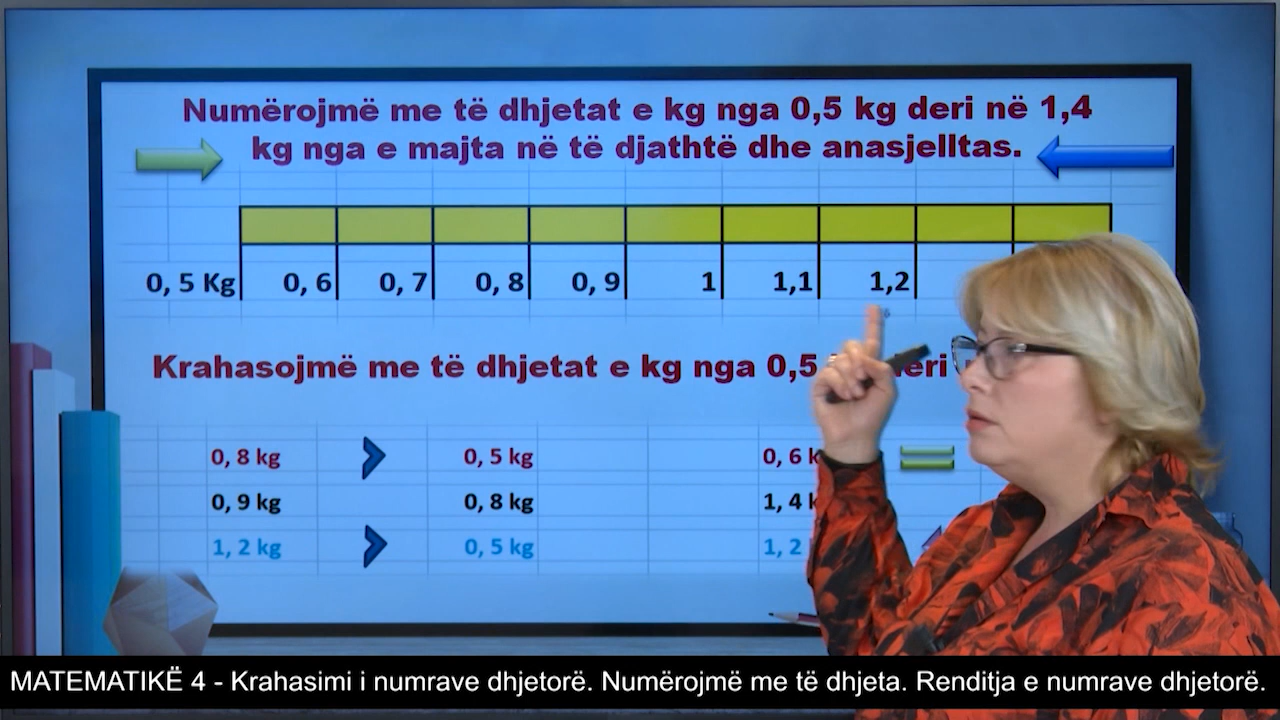 Numërojmë me të dhjetat e kg nga 0,5 kg deri në 1,4
kg nga e majta në të djathtë dhe anasjelltas.
0, 5 Kg 0, 6 0, 7 0, 8 0, 9 1 1,1 1,2
Krahasojmë me të dhjetat e kg nga 0,5
0, 8 kg > 0, 5 kg 0, 6 =
0, 9 kg 0, 8 kg 1, 4
1, 2 kg > 0, 5 kg 1, 2
MATEMATIKË 4 - Krahasimi i numrave dhjetorë. Numërojmë me të dhjeta. Renditja e numrave dhjetorë.